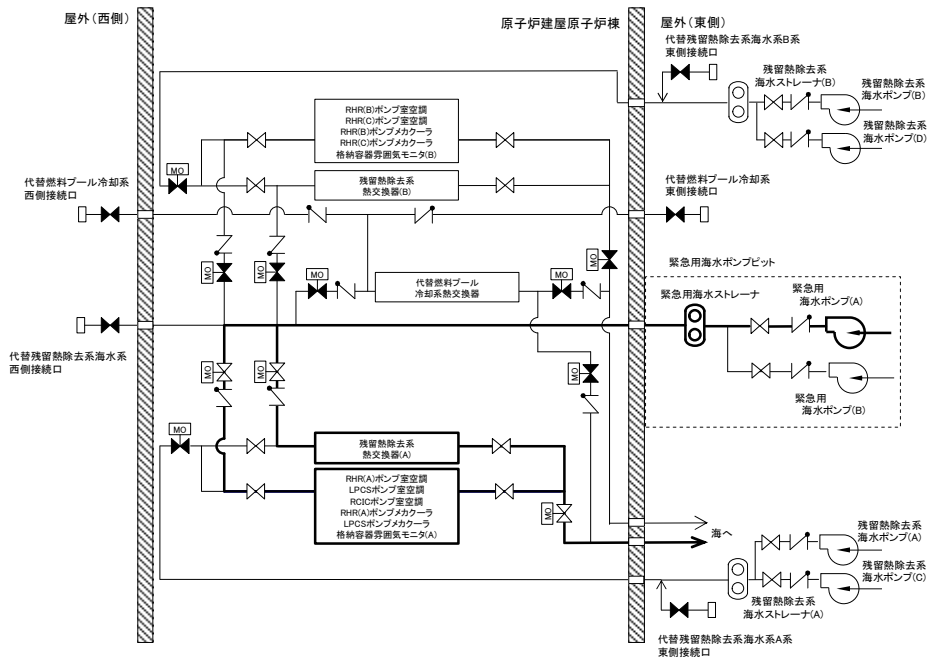 屋外(西側)
原子炉建屋原子炉棟
屋外(東側)
代替残留熱除去系海水系B系
東側接続口
残留熱除去系
海水ストレーナ(B)
残留熱除去系
海水ポンプ(B)
残留熱除去系
海水ポンプ(D)
RHR(B)ポンプ室空調
RHR(C)ポンプ室空調
RHR(B)ポンプメカクーラ
RHR(C)ポンプメカクーラ
格納容器雰囲気モニタ(B)
MO
残留熱除去系
熱交換器(B)
代替燃料プール冷却系
西側接続口
代替燃料プール冷却系
東側接続口
MO
MO
MO
MO
MO
代替燃料プール
冷却系熱交換器
緊急用海水ポンプピット
緊急用海水ストレーナ
緊急用
海水ポンプ(A)
代替残留熱除去系海水系
西側接続口
MO
MO
MO
緊急用
海水ポンプ(B)
MO
残留熱除去系
熱交換器(A)
RHR(A)ポンプ室空調
LPCSポンプ室空調
RCICポンプ室空調
RHR(A)ポンプメカクーラ
LPCSポンプメカクーラ
格納容器雰囲気モニタ(A)
MO
海へ
残留熱除去系
海水ポンプ(A)
残留熱除去系
海水ポンプ(C)
残留熱除去系
海水ストレーナ(A)
代替残留熱除去系海水系A系
東側接続口